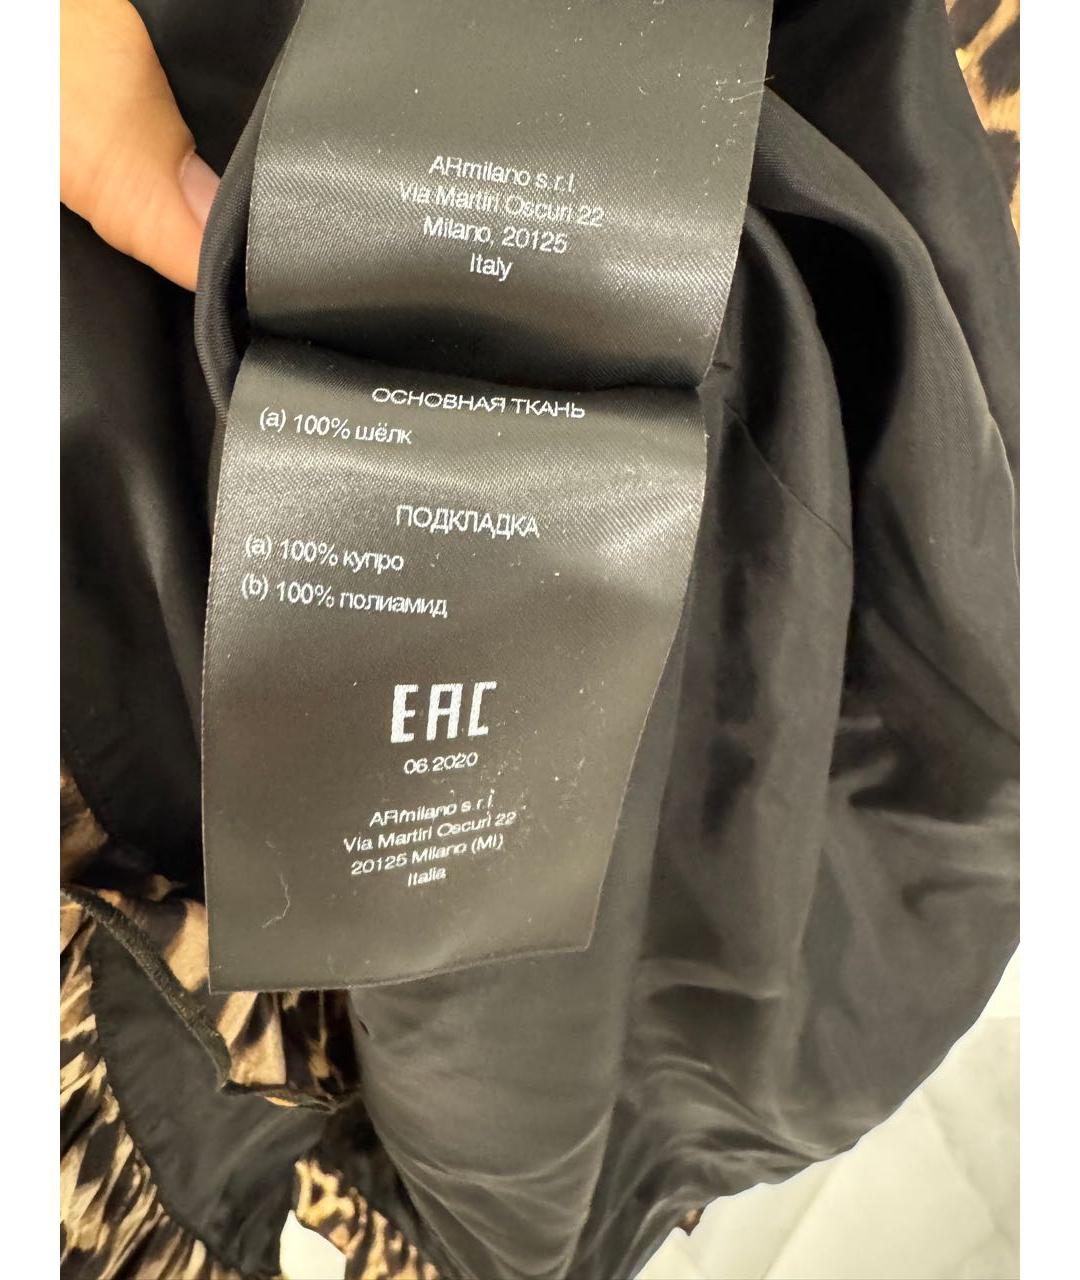 ARmilano s.r.l
Via Martiri Oscuri 22
Milano, 20125
Italy
ОСНОВНАЯ ТКАНЬ
(a) 100% шёлк
ПОДКЛАДКА
(a) 100% купро
(b) 100% полиамид
EAC
06.2020
ARmilano s.r.l
Via Martiri Oscuri 22
20125 Milano (MI)
Italia